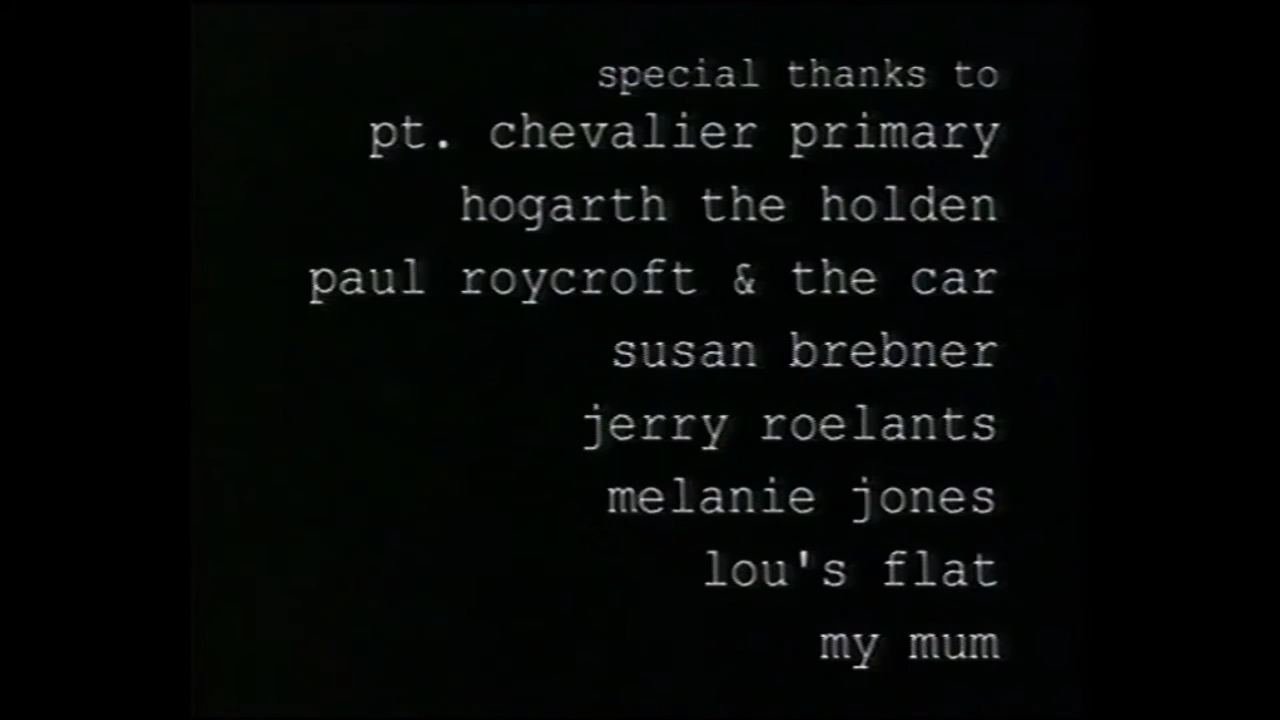 special thanks to
pt. chevalier primary
hogarth the holden
paul roycroft & the car
susan brebner
jerry roelants
melanie jones
lou's flat
my mum